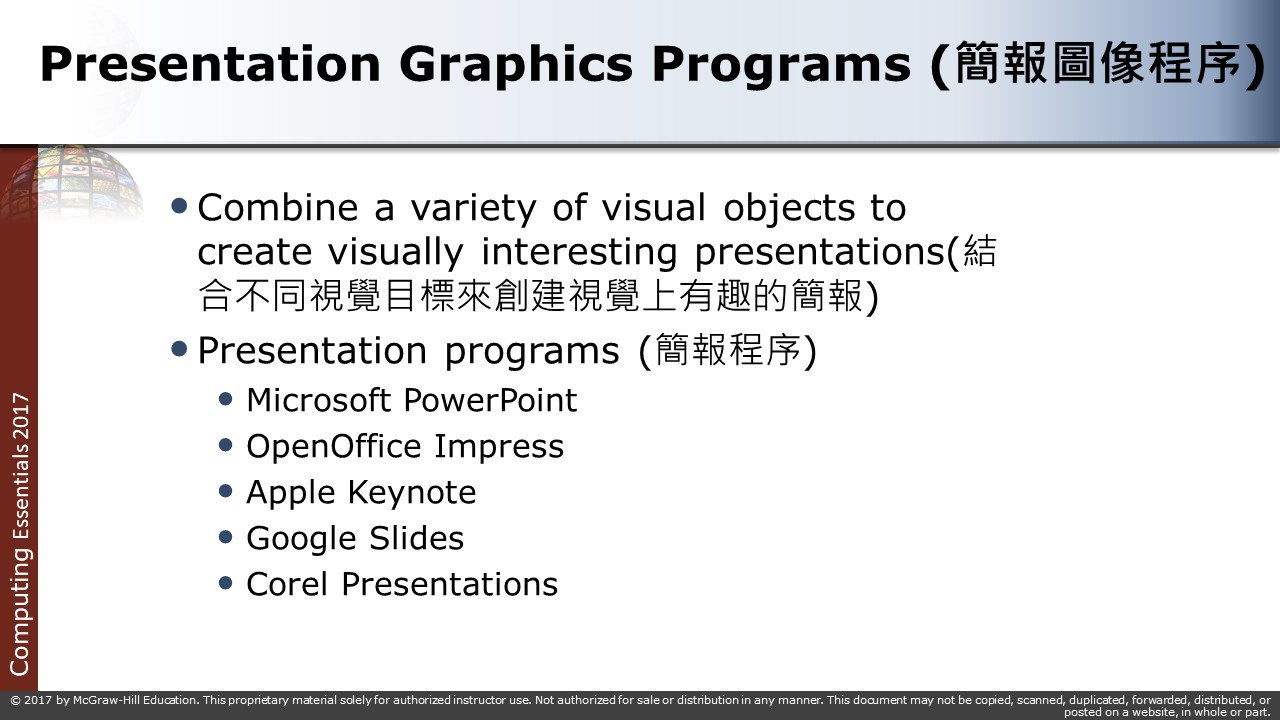 Presentation Graphics Programs (簡報圖像程序)
Combine a variety of visual objects to
create visually interesting presentations(結
合不同視覺目標來創建視覺上有趣的簡報)
Presentation programs (簡報程序)
Microsoft PowerPoint
OpenOffice Impress
Apple Keynote
Google Slides
Corel Presentations
Computing Essentials 2017
© 2017 by McGraw-Hill Education. This proprietary material solely for authorized instructor use. Not authorized for sale or distribution in any manner. This document may not be copied, scanned, duplicated, forwarded, distributed, or
posted on a website, in whole or part.